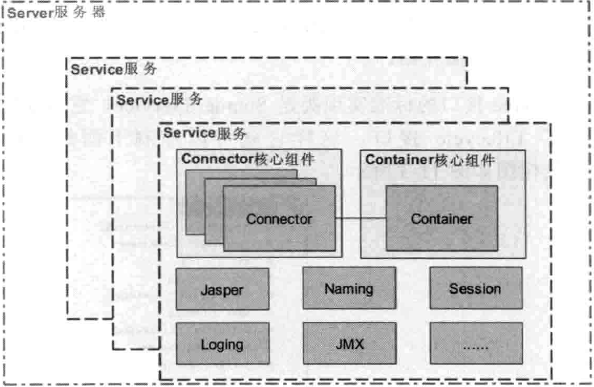 Server服务器
Service服务
Service服务
Service服务
Connector核心组件
Container核心组件
Connector
Container
Jasper
Naming
Session
Loging
JMX
......